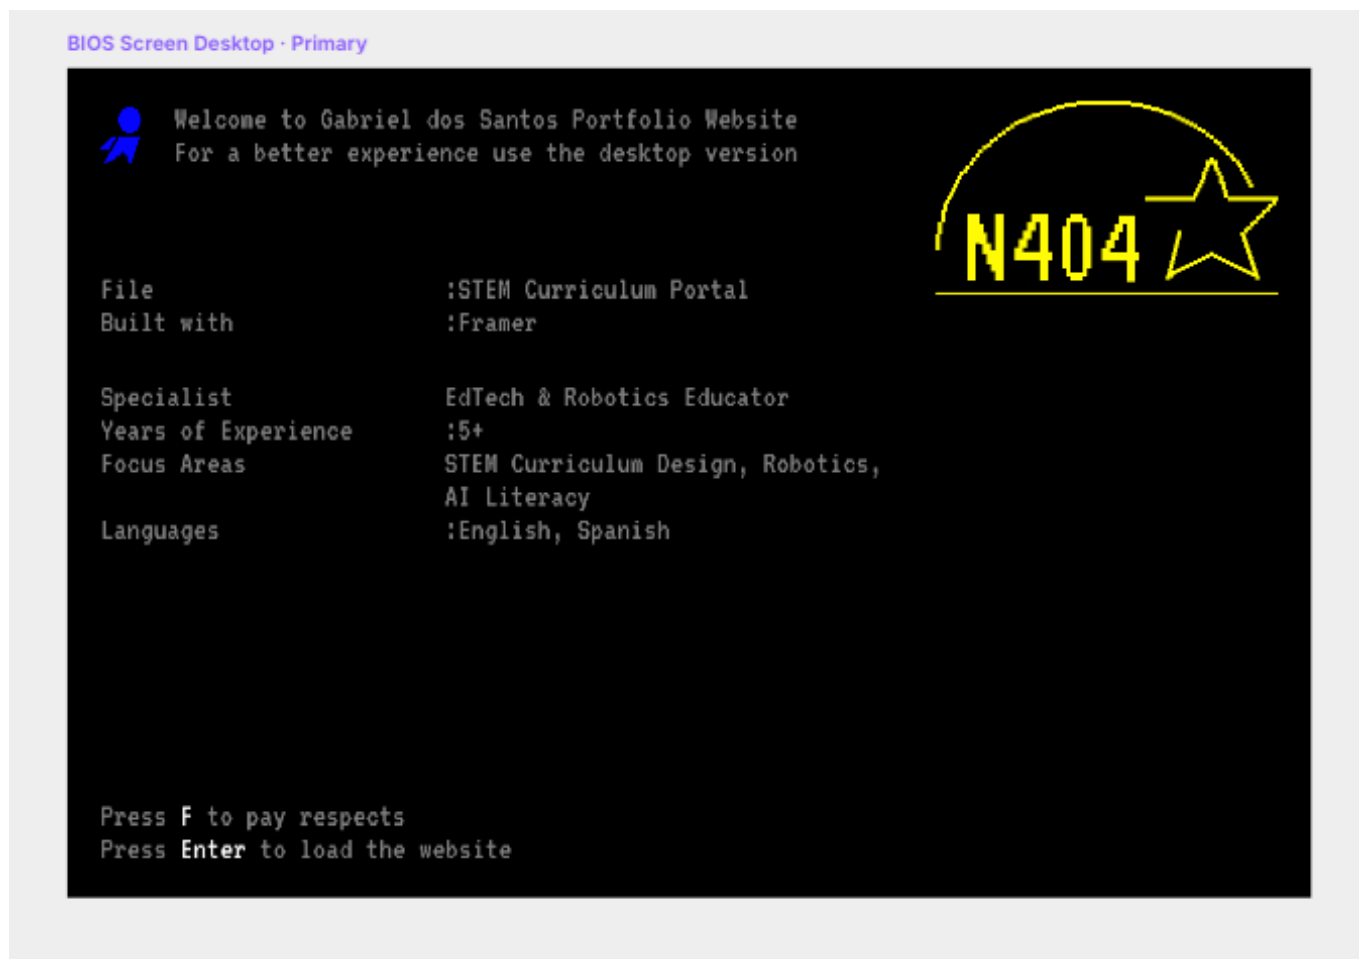 BIOS Screen Desktop · Primary
Welcome to Gabriel dos Santos Portfolio Website
For a better experience use the desktop version
N404
File :STEM Curriculum Portal
Built with :Framer
Specialist EdTech & Robotics Educator
Years of Experience :5+
Focus Areas STEM Curriculum Design, Robotics,
AI Literacy
Languages :English, Spanish
Press F to pay respects
Press Enter to load the website